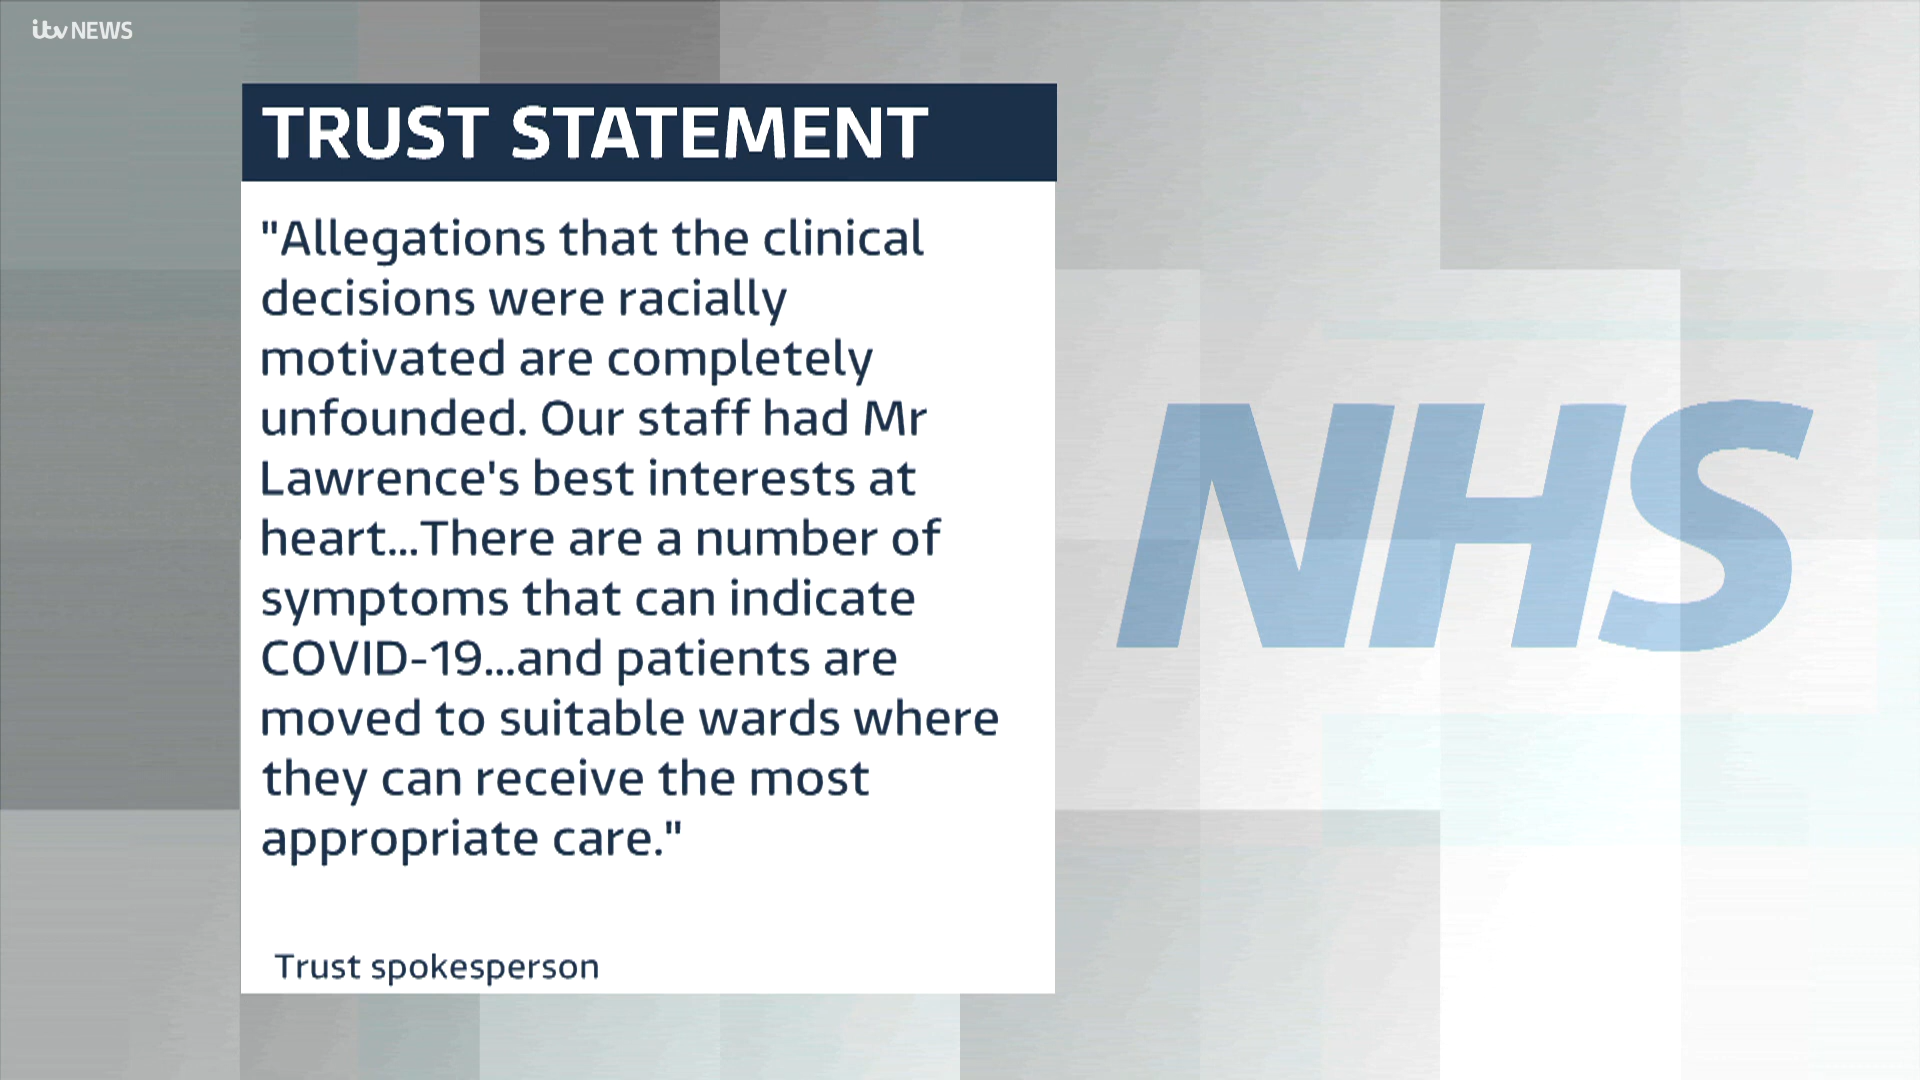 itv NEWS
TRUST STATEMENT
"Allegations that the clinical
decisions were racially
motivated are completely
unfounded. Our staff had Mr
Lawrence's best interests at
heart...There are a number of
symptoms that can indicate
COVID-19...and patients are
moved to suitable wards where
they can receive the most
appropriate care."
Trust spokesperson
NHS